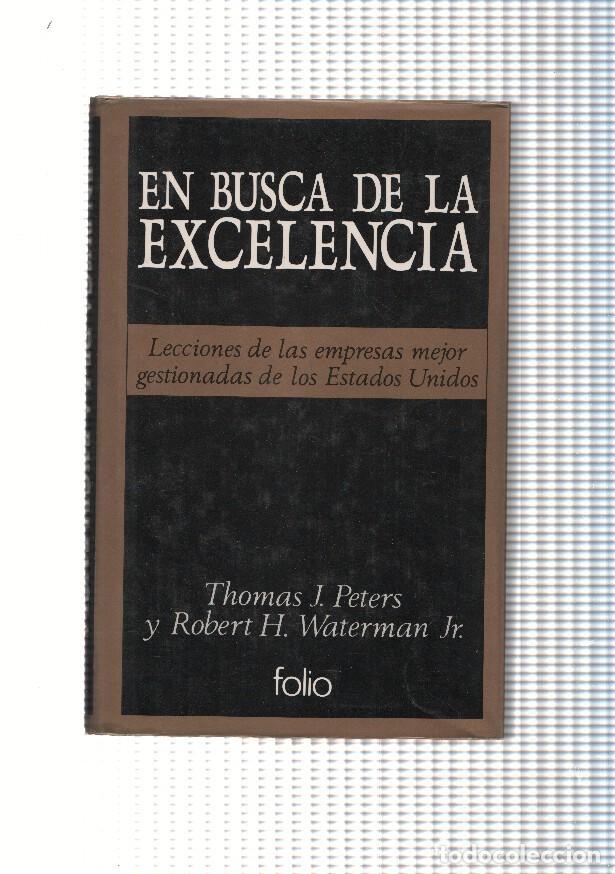 EN BUSCA DE LA
EXCELENCIA
Lecciones de las empresas mejor
gestionadas de los Estados Unidos
Thomas J. Peters
y Robert H. Waterman Jr.
folio
todocoleccion